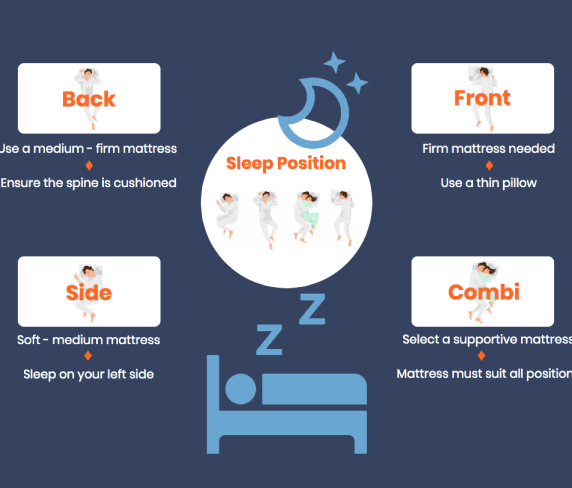 Back
Use a medium - firm mattress
Ensure the spine is cushioned
Front
Firm mattress needed
Use a thin pillow
Sleep Position
Side
Soft - medium mattress
Sleep on your left side
Combi
Select a supportive mattress
Mattress must suit all position
Z
Z